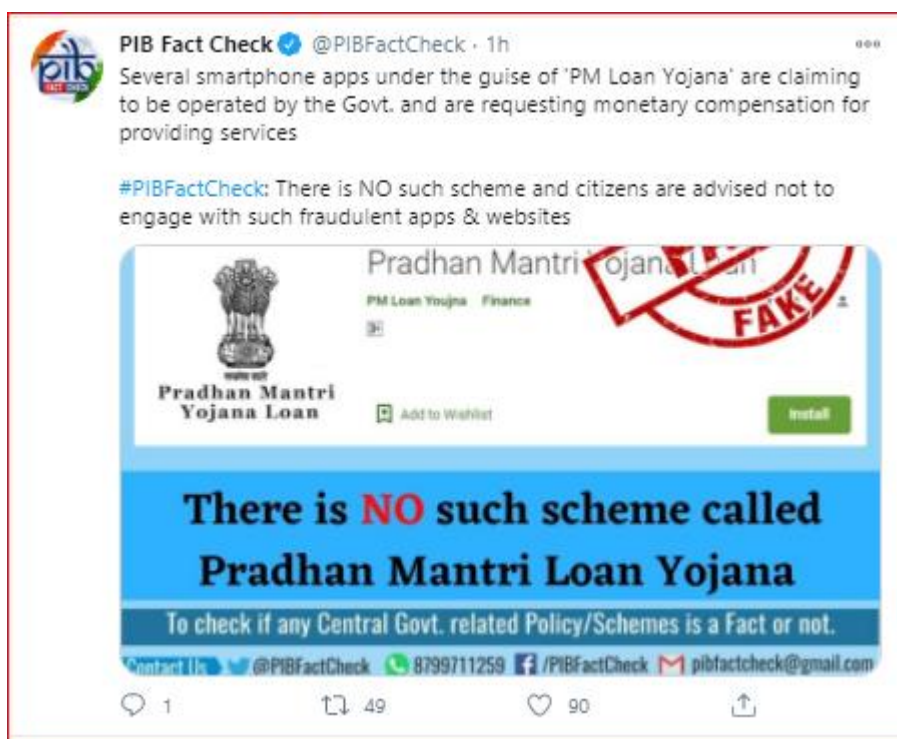 PIB Fact Check @PIBFactCheck · 1h
pib
FACT CHECK
Several smartphone apps under the guise of 'PM Loan Yojana' are claiming
to be operated by the Govt. and are requesting monetary compensation for
providing services
#PIBFactCheck: There is NO such scheme and citizens are advised not to
engage with such fraudulent apps & websites
Pradhan Mantri Yojana Loan
PM Loan Youjna Finance
3+
FAKE
Pradhan Mantri
Yojana Loan
Add to Wishlist
Install
There is NO such scheme called
Pradhan Mantri Loan Yojana
To check if any Central Govt. related Policy/Schemes is a Fact or not.
Contact Us @PIBFactCheck 8799711259 /PIBFactCheck pibfactcheck@gmail.com
1 49 90